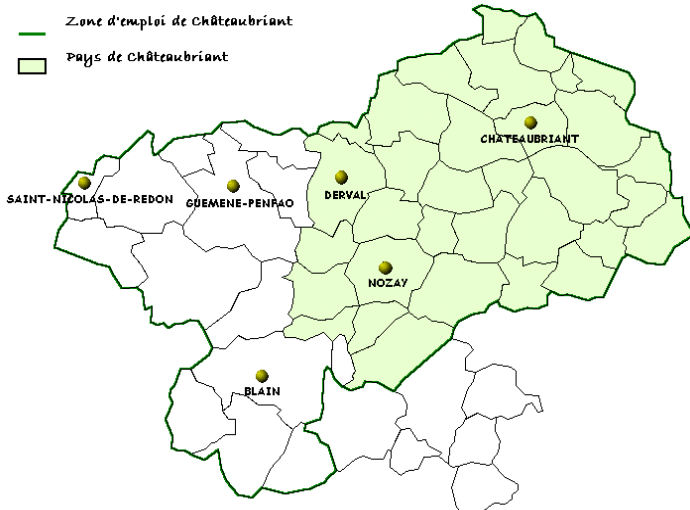 Zone d'emploi de Châteaubriant
Pays de Châteaubriant
CHATEAUBRIANT
SAINT-NICOLAS-DE-REDON
GUEMENE-PENFAO
DERVAL
NOZAY
BLAIN